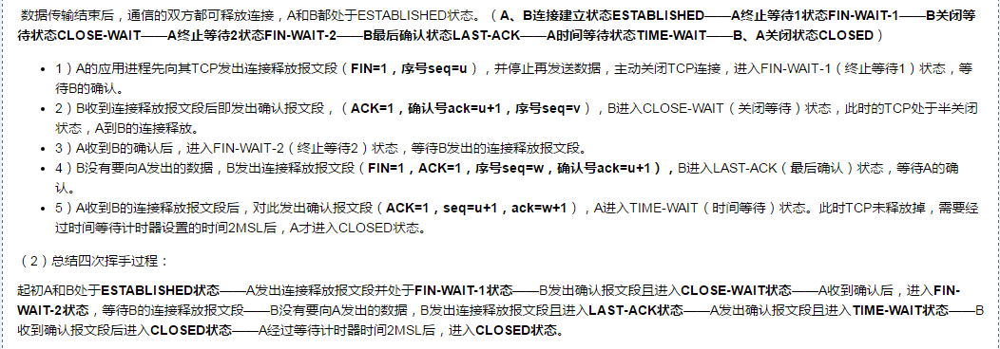 数据传输结束后，通信的双方都可释放连接，A和B都处于ESTABLISHED状态。（A、B连接建立状态ESTABLISHED——A终止等待1状态FIN-WAIT-1——B关闭等
待状态CLOSE-WAIT——A终止等待2状态FIN-WAIT-2——B最后确认状态LAST-ACK——A时间等待状态TIME-WAIT——B、A关闭状态CLOSED）
• 1）A的应用进程先向其TCP发出连接释放报文段（FIN=1，序号seq=u），并停止再发送数据，主动关闭TCP连接，进入FIN-WAIT-1（终止等待1）状态，等
待B的确认。
• 2）B收到连接释放报文段后即发出确认报文段，（ACK=1，确认号ack=u+1，序号seq=v），B进入CLOSE-WAIT（关闭等待）状态，此时的TCP处于半关闭
状态，A到B的连接释放。
• 3）A收到B的确认后，进入FIN-WAIT-2（终止等待2）状态，等待B发出的连接释放报文段。
• 4）B没有要向A发出的数据，B发出连接释放报文段（FIN=1，ACK=1，序号seq=w，确认号ack=u+1），B进入LAST-ACK（最后确认）状态，等待A的确
认。
• 5）A收到B的连接释放报文段后，对此发出确认报文段（ACK=1，seq=u+1，ack=w+1），A进入TIME-WAIT（时间等待）状态。此时TCP未释放掉，需要经
过时间等待计时器设置的时间2MSL后，A才进入CLOSED状态。
（2）总结四次挥手过程：
起初A和B处于ESTABLISHED状态——A发出连接释放报文段并处于FIN-WAIT-1状态——B发出确认报文段且进入CLOSE-WAIT状态——A收到确认后，进入FIN-
WAIT-2状态，等待B的连接释放报文段——B没有要向A发出的数据，B发出连接释放报文段且进入LAST-ACK状态——A发出确认报文段且进入TIME-WAIT状态——B
收到确认报文段后进入CLOSED状态——A经过等待计时器时间2MSL后，进入CLOSED状态。